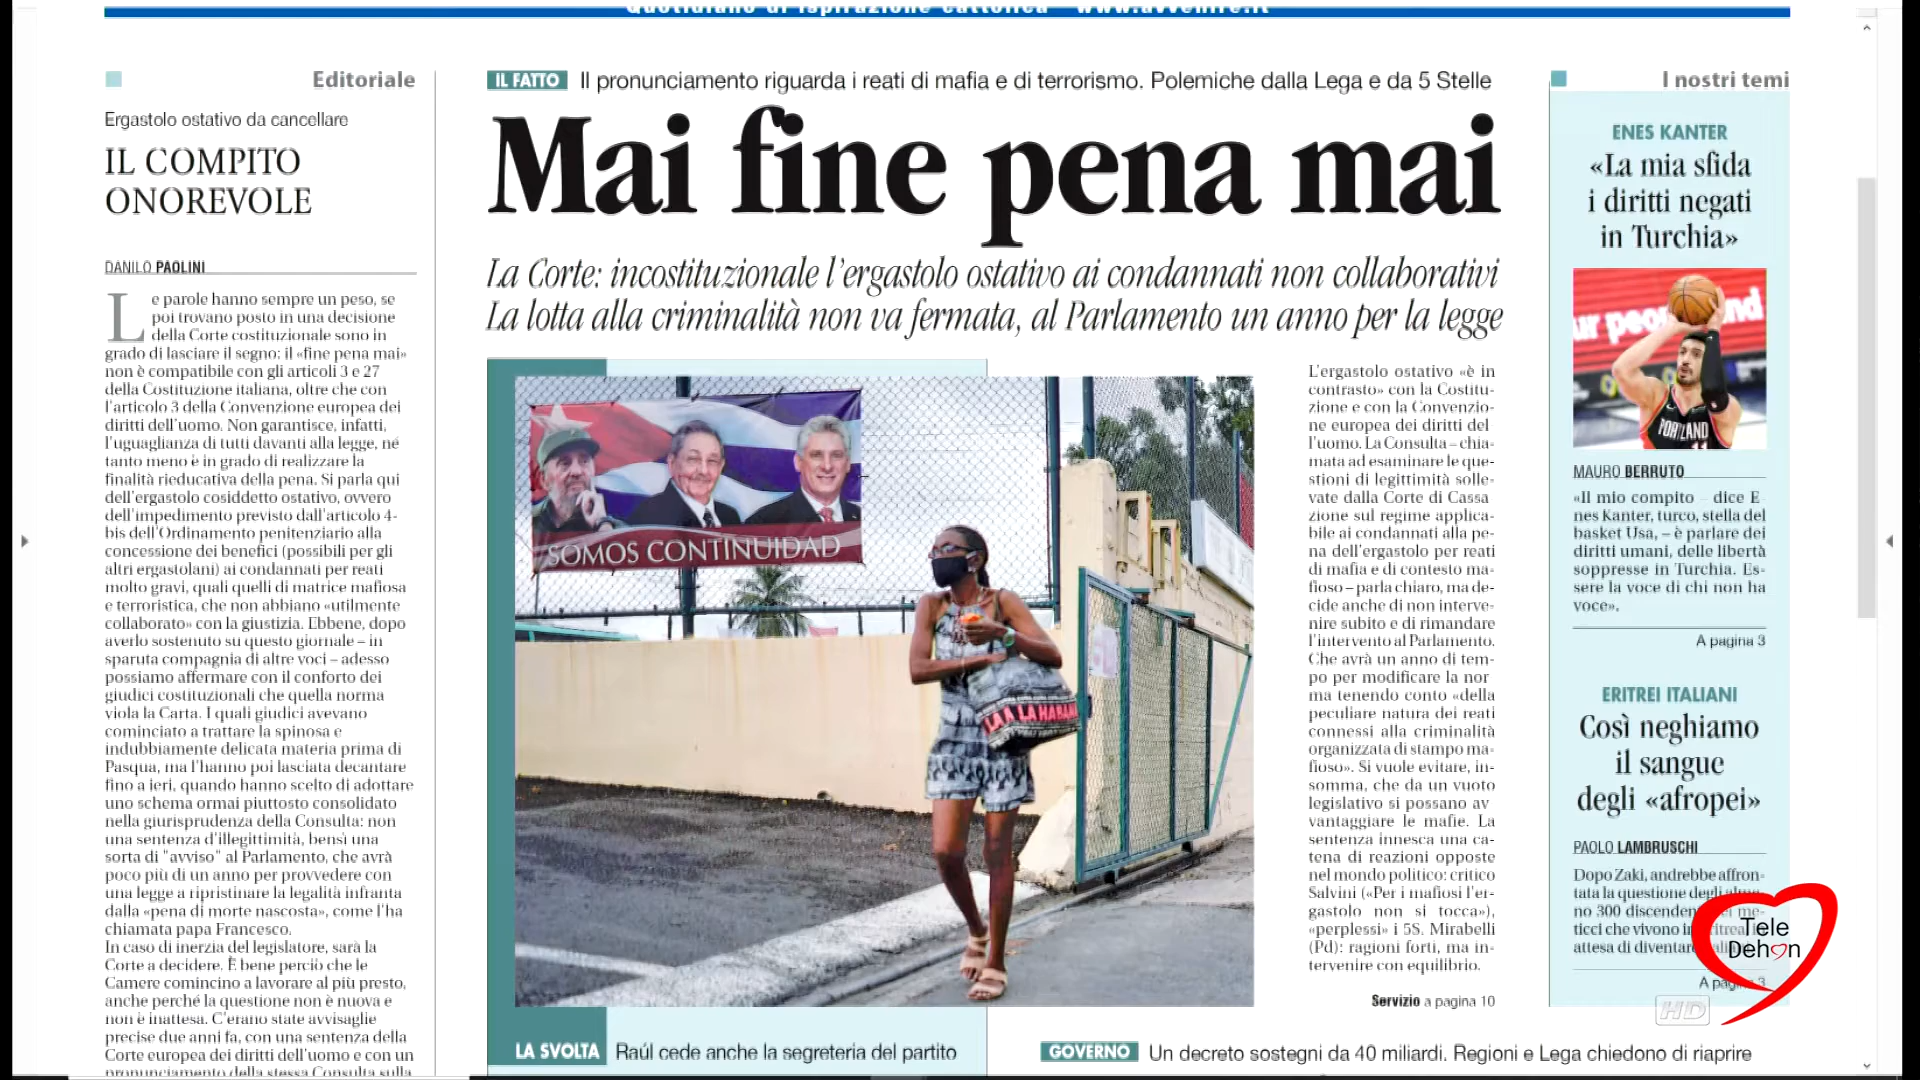 quotidiano di ispirazione cattolica www.avvenire.it
Editoriale
Ergastolo ostativo da cancellare
IL COMPITO
ONOREVOLE
DANILO PAOLINI
Le parole hanno sempre un peso, se
poi trovano posto in una decisione
della Corte costituzionale sono in
grado di lasciare il segno: il «fine pena mai»
non è compatibile con gli articoli 3 e 27
della Costituzione italiana, oltre che con
l'articolo 3 della Convenzione europea dei
diritti dell'uomo. Non garantisce, infatti,
l'uguaglianza di tutti davanti alla legge, né
tanto meno è in grado di realizzare la
finalità rieducativa della pena. Si parla qui
dell'ergastolo cosiddetto ostativo, ovvero
dell'impedimento previsto dall'articolo 4-
bis dell'Ordinamento penitenziario alla
concessione dei benefici (possibili per gli
altri ergastolani) ai condannati per reati
molto gravi, quali quelli di matrice mafiosa
e terroristica, che non abbiano «utilmente
collaborato» con la giustizia. Ebbene, dopo
averlo sostenuto su questo giornale – in
sparuta compagnia di altre voci – adesso
possiamo affermare con il conforto dei
giudici costituzionali che quella norma
viola la Carta. I quali giudici avevano
cominciato a trattare la spinosa e
indubbiamente delicata materia prima di
Pasqua, ma l'hanno poi lasciata decantare
fino a ieri, quando hanno scelto di adottare
uno schema ormai piuttosto consolidato
nella giurisprudenza della Consulta: non
una sentenza d'illegittimità, bensì una
sorta di "avviso" al Parlamento, che avrà
poco più di un anno per provvedere con
una legge a ripristinare la legalità infranta
dalla «pena di morte nascosta», come l'ha
chiamata papa Francesco.
In caso di inerzia del legislatore, sarà la
Corte a decidere. È bene perciò che le
Camere comincino a lavorare al più presto,
anche perché la questione non è nuova e
non è inattesa. C'erano state avvisaglie
precise due anni fa, con una sentenza della
Corte europea dei diritti dell'uomo e con un
pronunciamento della stessa Consulta sulla
IL FATTO Il pronunciamento riguarda i reati di mafia e di terrorismo. Polemiche dalla Lega e da 5 Stelle
Mai fine pena mai
La Corte: incostituzionale l'ergastolo ostativo ai condannati non collaborativi
La lotta alla criminalità non va fermata, al Parlamento un anno per la legge
SOMOS CONTINUIDAD
LA HABANA
L'ergastolo ostativo «è in
contrasto» con la Costitu-
zione e con la Convenzio-
ne europea dei diritti del
l'uomo. La Consulta – chia-
mata ad esaminare le que-
stioni di legittimità solle-
vate dalla Corte di Cassa
zione sul regime applica-
bile ai condannati alla pe-
na dell'ergastolo per reati
di mafia e di contesto ma-
fioso – parla chiaro, ma de-
cide anche di non interve-
nire subito e di rimandare
l'intervento al Parlamento.
Che avrà un anno di tem-
po per modificare la nor
ma tenendo conto «della
peculiare natura dei reati
connessi alla criminalità
organizzata di stampo ma-
fioso». Si vuole evitare, in-
somma, che da un vuoto
legislativo si possano av
vantaggiare le mafie. La
sentenza innesca una ca-
tena di reazioni opposte
nel mondo politico: critico
Salvini («Per i mafiosi l'er-
gastolo non si tocca»),
«perplessi» i 5S. Mirabelli
(Pd): ragioni forti, ma in-
tervenire con equilibrio.
Servizio a pagina 10
LA SVOLTA Raúl cede anche la segreteria del partito
GOVERNO Un decreto sostegni da 40 miliardi. Regioni e Lega chiedono di riaprire
I nostri temi
ENES KANTER
«La mia sfida
i diritti negati
in Turchia»
PORTLAND
MAURO BERRUTO
«Il mio compito – dice E
nes Kanter, turco, stella del
basket Usa, – è parlare dei
diritti umani, delle libertà
soppresse in Turchia. Es-
sere la voce di chi non ha
voce».
A pagina 3
ERITREI ITALIANI
Così neghiamo
il sangue
degli «afropei»
PAOLO LAMBRUSCHI
Dopo Zaki, andrebbe affron-
tata la questione degli
no 300 discendenti me-
ticci che vivono in Eritrea
attesa di diventare
A pag 3
Tele
Dehon
HD